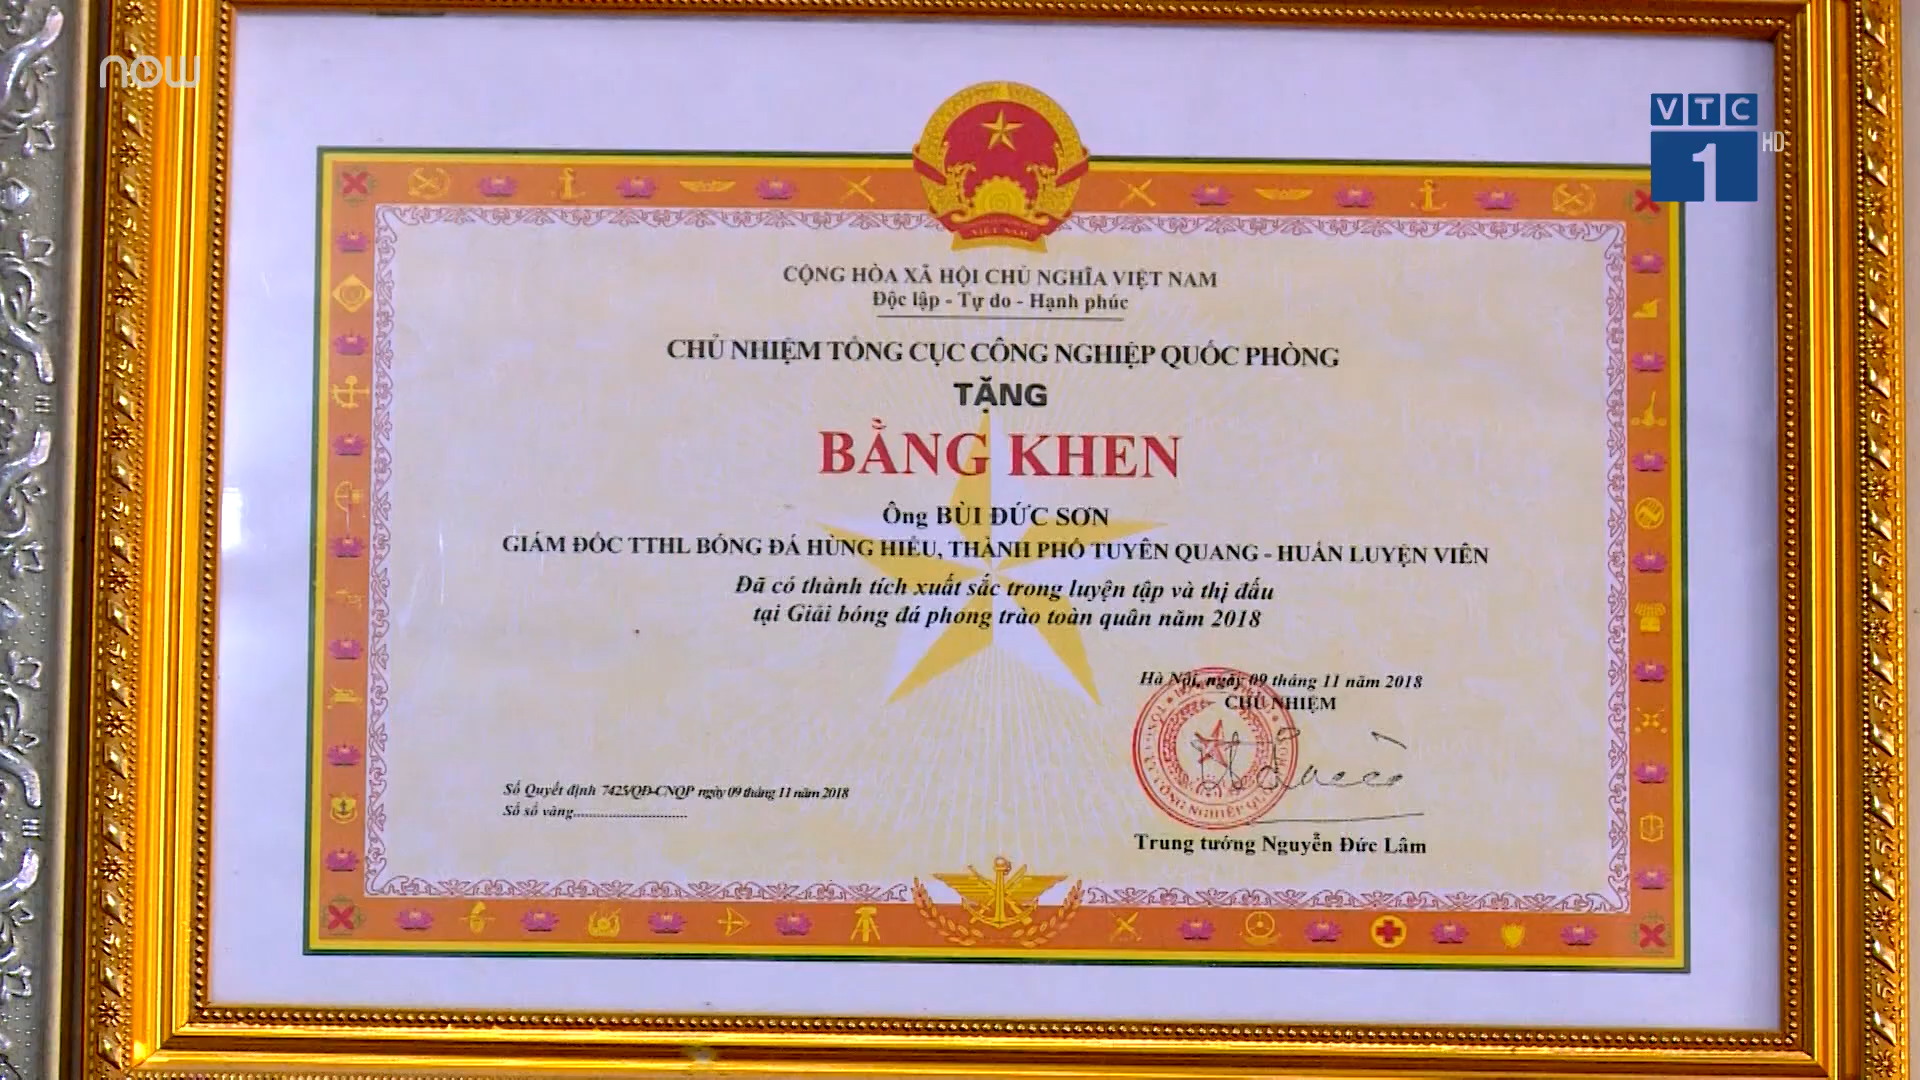 now
VTC
1
HD
VIỆT NAM
CỘNG HÒA XÃ HỘI CHỦ NGHĨA VIỆT NAM
Độc lập - Tự do - Hạnh phúc
CHỦ NHIỆM TỔNG CỤC CÔNG NGHIỆP QUỐC PHÒNG
TẶNG
BẰNG KHEN
Ông BÙI ĐỨC SƠN
GIÁM ĐỐC TTHL BÓNG ĐÁ HÙNG HIẾU, THÀNH PHỐ TUYÊN QUANG - HUẤN LUYỆN VIÊN
Đã có thành tích xuất sắc trong luyện tập và thi đấu
tại Giải bóng đá phong trào toàn quân năm 2018
Hà Nội, ngày 09 tháng 11 năm 2018
CHỦ NHIỆM
Số Quyết định 7425/QĐ-CNQP ngày 09 tháng 11 năm 2018
Số sổ vàng..............................
Trung tướng Nguyễn Đức Lâm